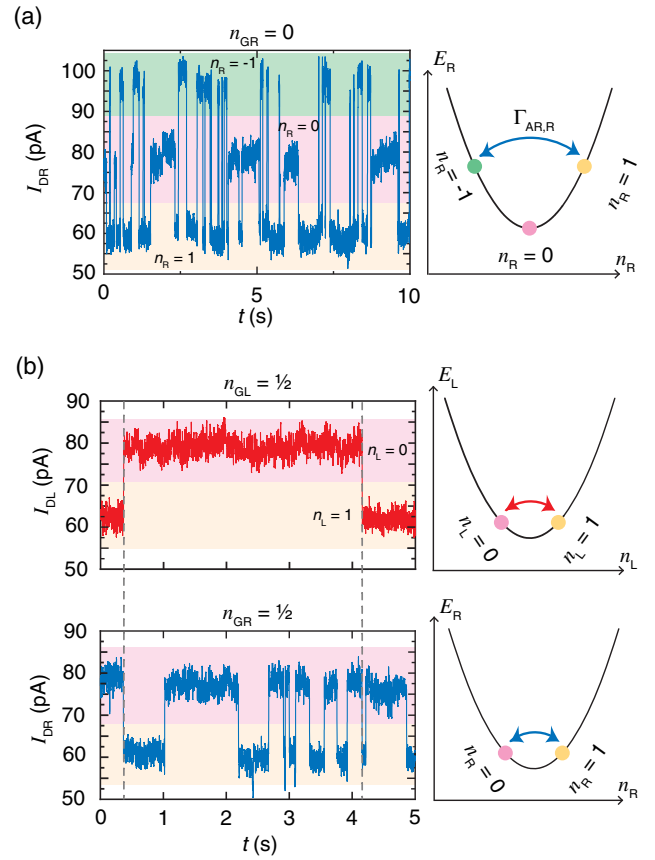 (a)
n_GR = 0
I_DR (pA)
100
90
80
70
60
50
n_R = -1
n_R = 0
n_R = 1
0
5
10
t (s)
E_R
Γ_AR,R
n_R = -1
n_R = 1
n_R = 0
n_R
(b)
n_GL = ½
I_DL (pA)
90
80
70
60
50
n_L = 0
n_L = 1
E_L
n_L = 0
n_L = 1
n_L
n_GR = ½
I_DR (pA)
90
80
70
60
50
0
1
2
3
4
5
t (s)
E_R
n_R = 0
n_R = 1
n_R